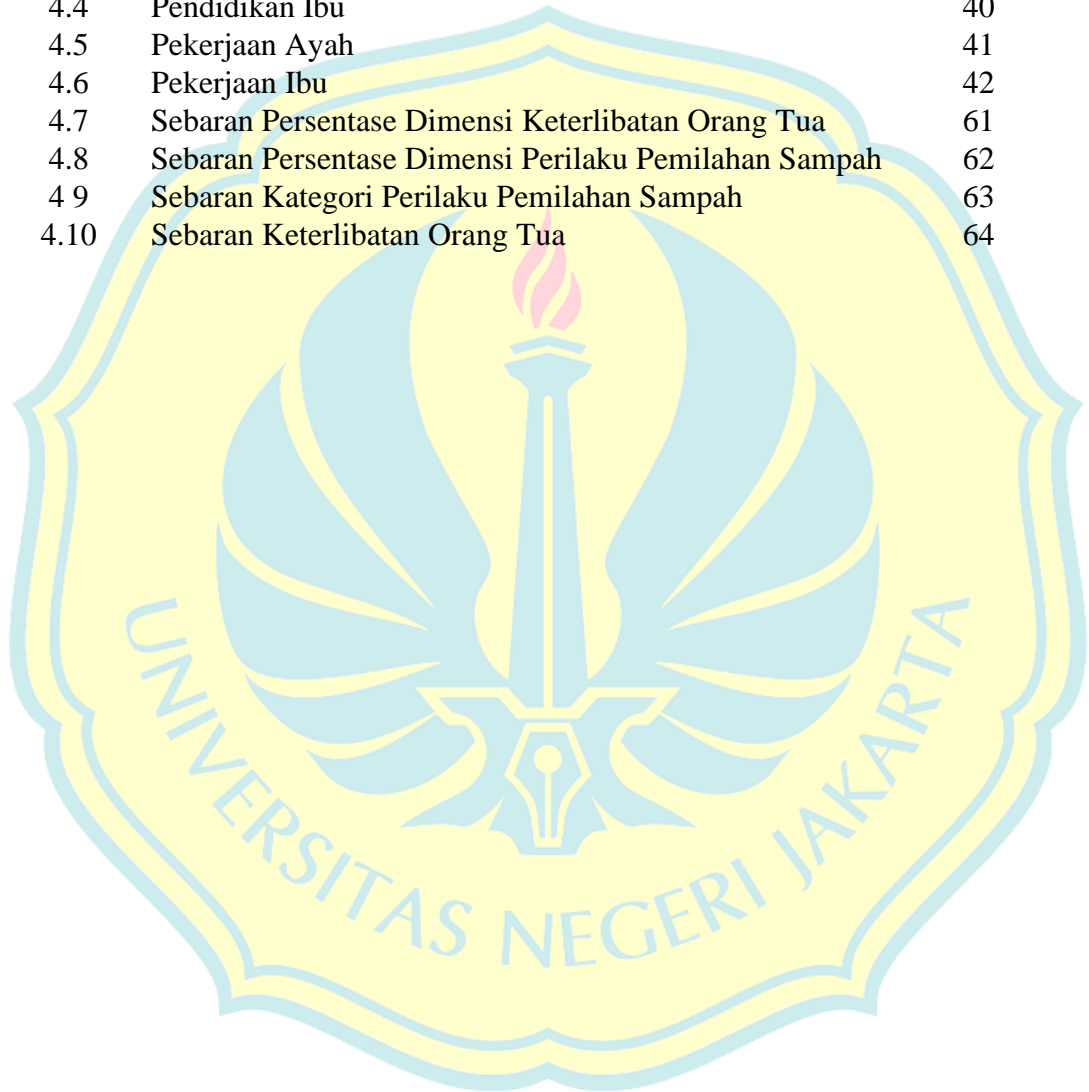 4.4 Pendidikan Ibu 40
4.5 Pekerjaan Ayah 41
4.6 Pekerjaan Ibu 42
4.7 Sebaran Persentase Dimensi Keterlibatan Orang Tua 61
4.8 Sebaran Persentase Dimensi Perilaku Pemilahan Sampah 62
4 9 Sebaran Kategori Perilaku Pemilahan Sampah 63
4.10 Sebaran Keterlibatan Orang Tua 64
UNIVERSITAS NEGERI JAKARTA